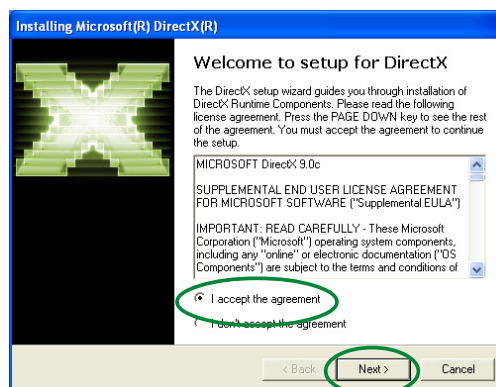 Installing Microsoft(R) DirectX(R)
Welcome to setup for DirectX
The DirectX setup wizard guides you through installation of
DirectX Runtime Components. Please read the following
license agreement. Press the PAGE DOWN key to see the rest
of the agreement. You must accept the agreement to continue
the setup.
MICROSOFT DirectX 9.0c
SUPPLEMENTAL END USER LICENSE AGREEMENT
FOR MICROSOFT SOFTWARE ("Supplemental EULA")
IMPORTANT: READ CAREFULLY - These Microsoft
Corporation ("Microsoft") operating system components,
including any "online" or electronic documentation ("OS
Components") are subject to the terms and conditions of
I accept the agreement
I don't accept the agreement
< Back
Next >
Cancel